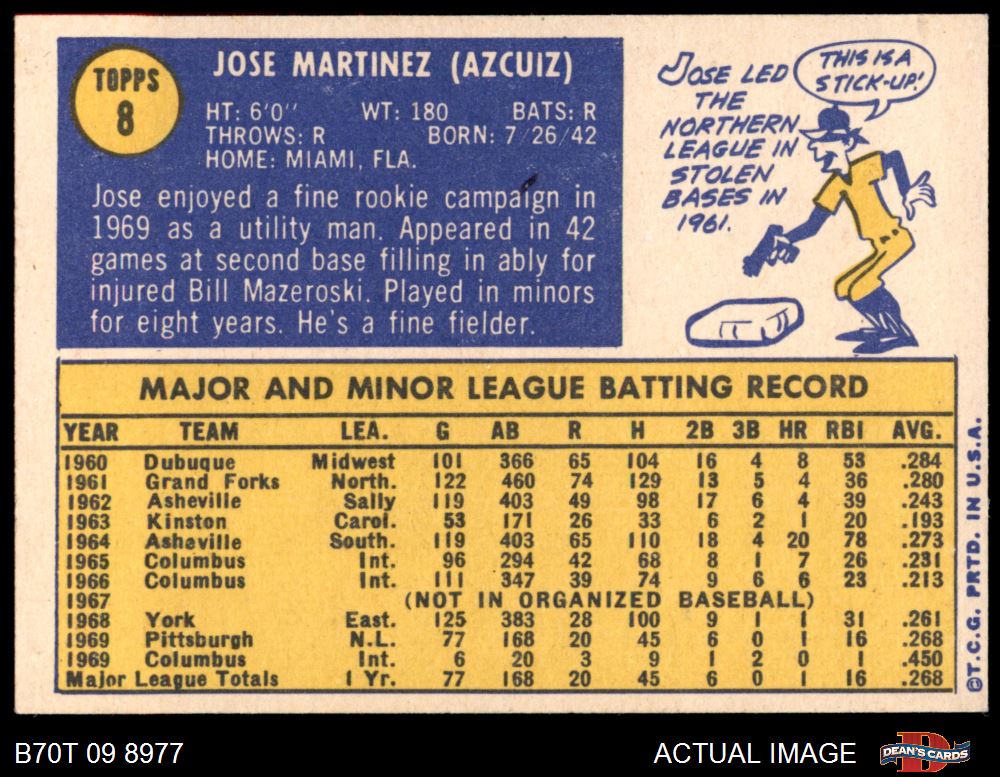 TOPPS
8
JOSE MARTINEZ (AZCUIZ)
HT: 6'0" WT: 180 BATS: R
THROWS: R BORN: 7/26/42
HOME: MIAMI, FLA.
Jose enjoyed a fine rookie campaign in
1969 as a utility man. Appeared in 42
games at second base filling in ably for
injured Bill Mazeroski. Played in minors
for eight years. He's a fine fielder.
JOSE LED
THE
NORTHERN
LEAGUE IN
STOLEN
BASES IN
1961.
THIS IS A
STICK-UP!
MAJOR AND MINOR LEAGUE BATTING RECORD
YEAR TEAM LEA. G AB R H 2B 3B HR RBI AVG.
1960 Dubuque Midwest 101 366 65 104 16 4 8 53 .284
1961 Grand Forks North. 122 460 74 129 13 5 4 36 .280
1962 Asheville Sally 119 403 49 98 17 6 4 39 .243
1963 Kinston Carol. 53 171 26 33 6 2 1 20 .193
1964 Asheville South. 119 403 65 110 18 4 20 78 .273
1965 Columbus Int. 96 294 42 68 8 1 7 26 .231
1966 Columbus Int. 111 347 39 74 9 6 6 23 .213
1967 (NOT IN ORGANIZED BASEBALL)
1968 York East. 125 383 28 100 9 1 1 31 .261
1969 Pittsburgh N.L. 77 168 20 45 6 0 1 16 .268
1969 Columbus Int. 6 20 3 9 1 2 0 1 .450
Major League Totals 1 Yr. 77 168 20 45 6 0 1 16 .268
©T.C.G. PRTD. IN U.S.A.
B70T 09 8977
ACTUAL IMAGE
DEAN'S CARDS